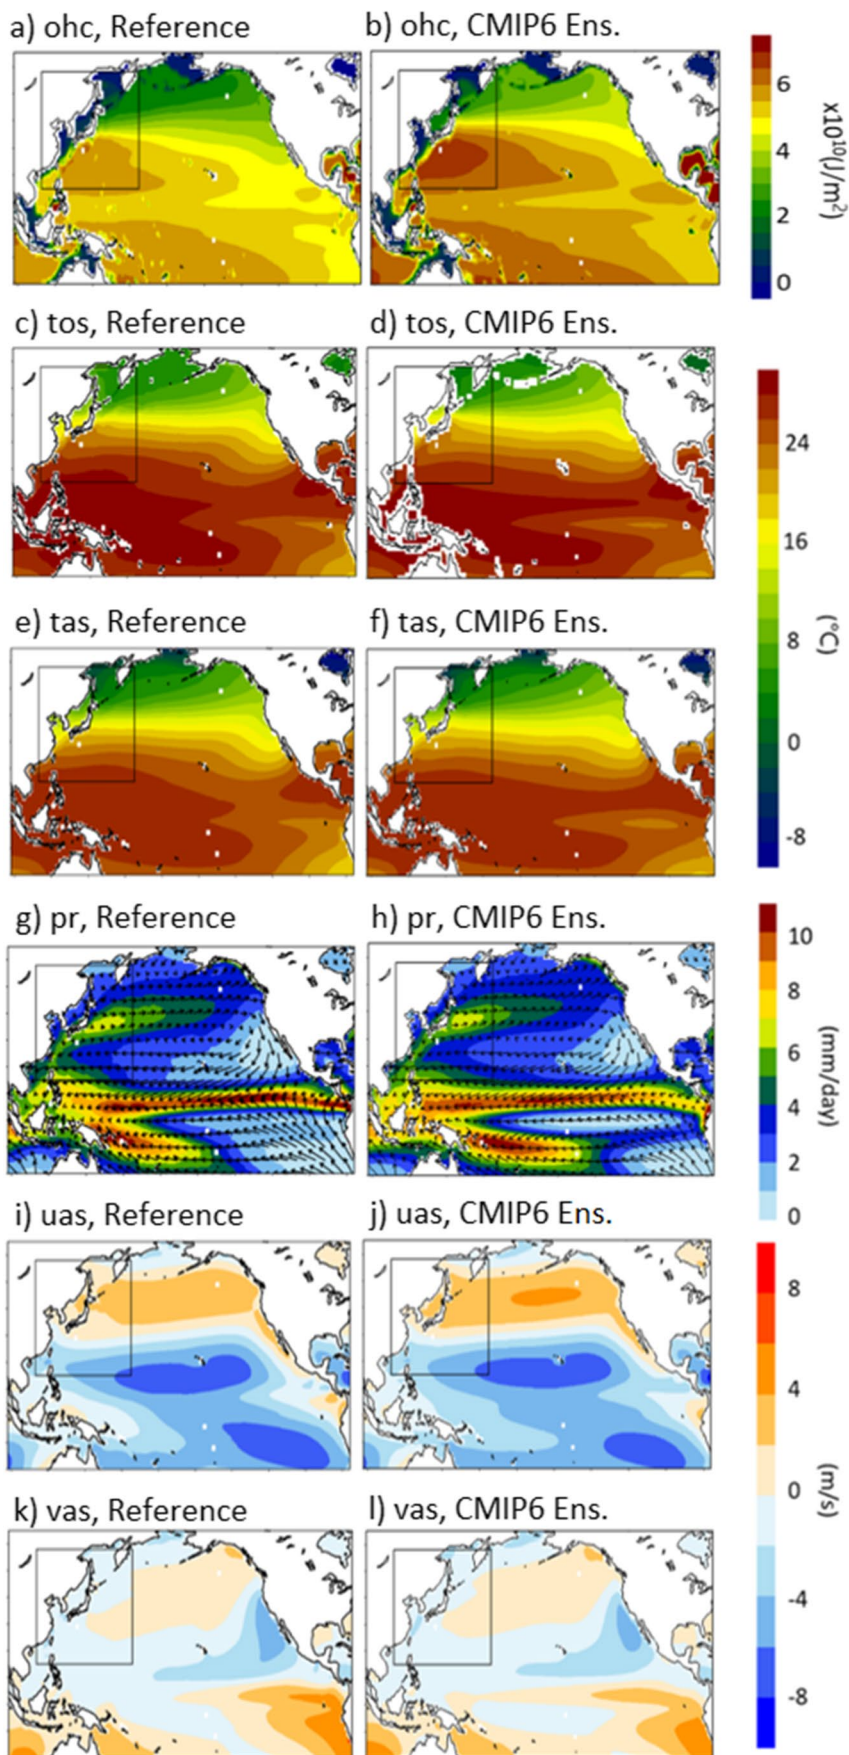 a) ohc, Reference
b) ohc, CMIP6 Ens.
6
4
2
0
x10¹⁰(J/m²)
c) tos, Reference
d) tos, CMIP6 Ens.
24
16
8
0
-8
(°C)
e) tas, Reference
f) tas, CMIP6 Ens.
g) pr, Reference
h) pr, CMIP6 Ens.
10
8
6
4
2
0
(mm/day)
i) uas, Reference
j) uas, CMIP6 Ens.
8
4
0
-4
-8
(m/s)
k) vas, Reference
l) vas, CMIP6 Ens.